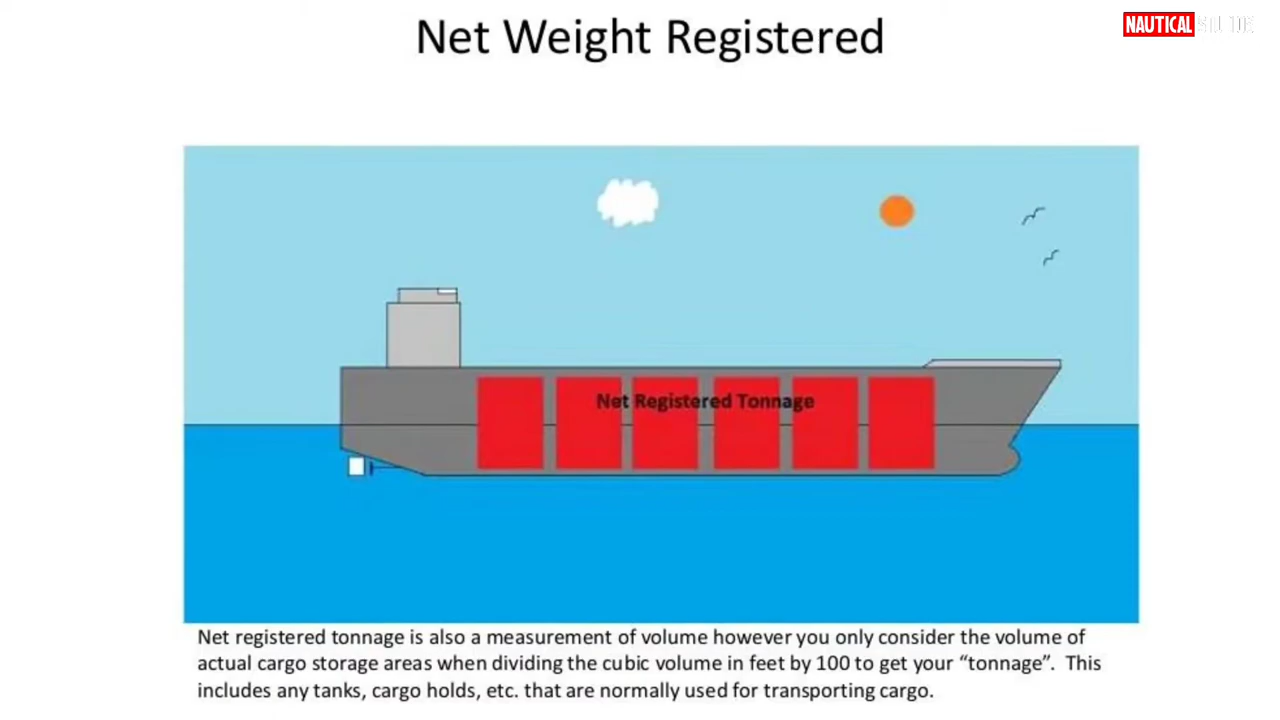 Net Weight Registered
NAUTICAL
Net Registered Tonnage
Net registered tonnage is also a measurement of volume however you only consider the volume of
actual cargo storage areas when dividing the cubic volume in feet by 100 to get your “tonnage”.  This
includes any tanks, cargo holds, etc. that are normally used for transporting cargo.